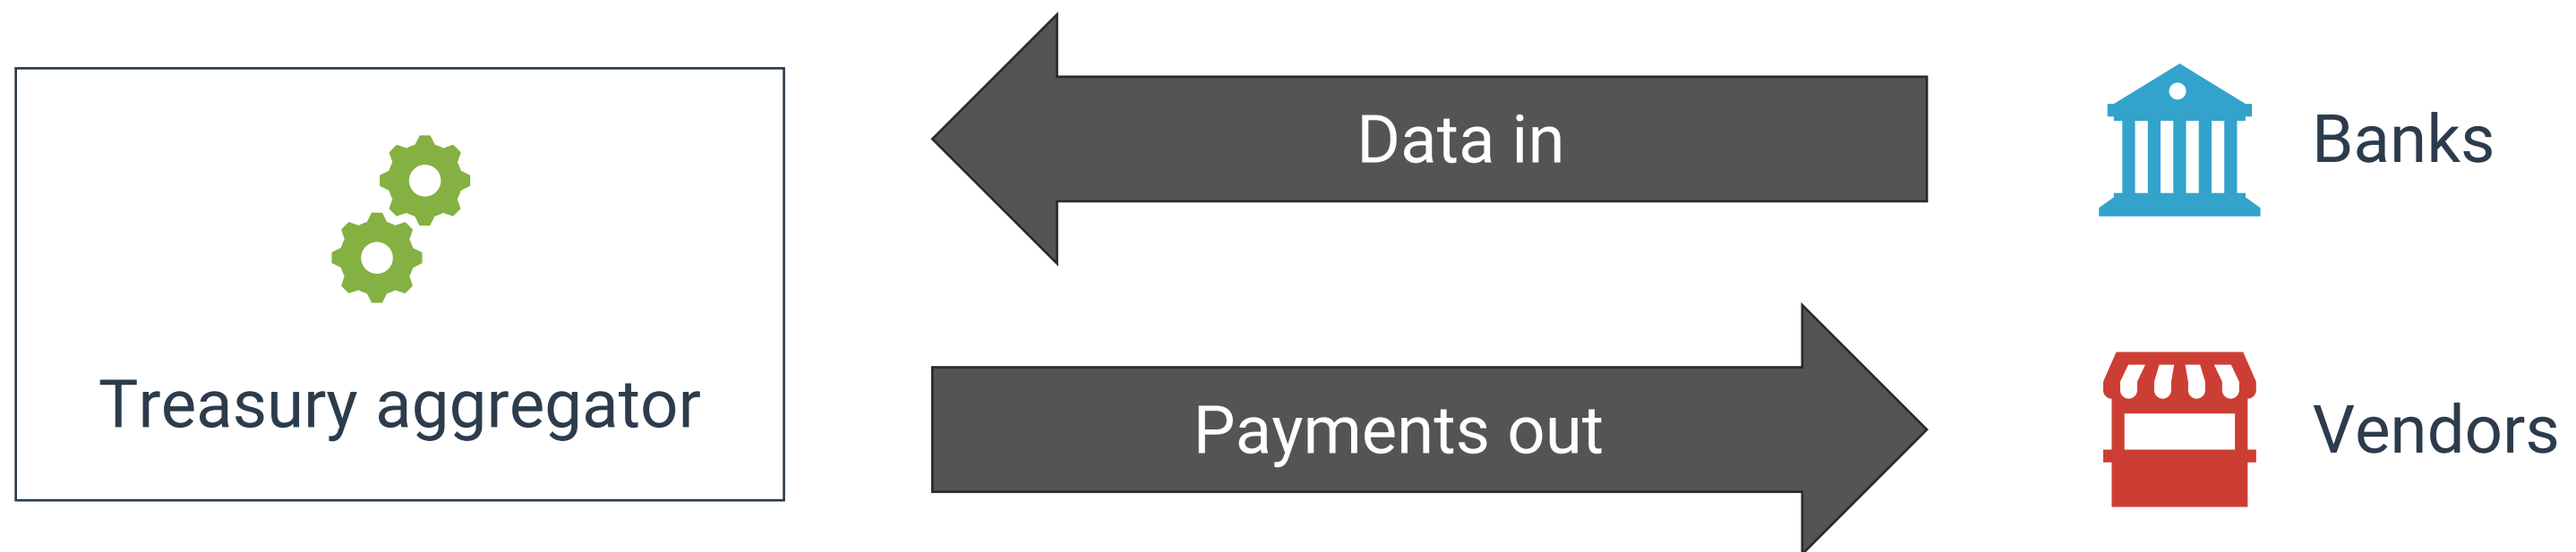 Data in
Banks
Treasury aggregator
Payments out
Vendors